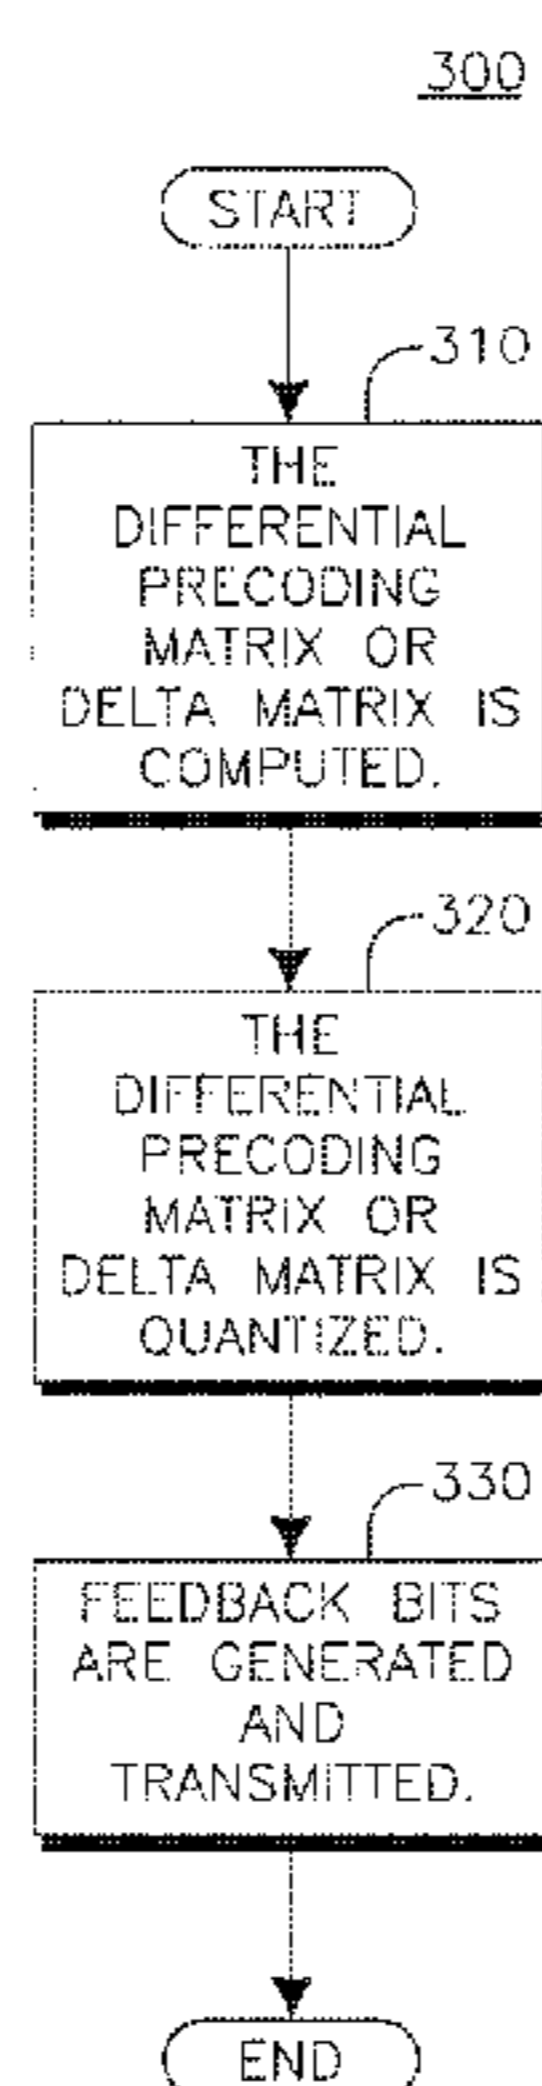 300
START
310
THE
DIFFERENTIAL
PRECODING
MATRIX OR
DELTA MATRIX IS
COMPUTED.
320
THE
DIFFERENTIAL
PRECODING
MATRIX OR
DELTA MATRIX IS
QUANTIZED.
330
FEEDBACK BITS
ARE GENERATED
AND
TRANSMITTED.
END